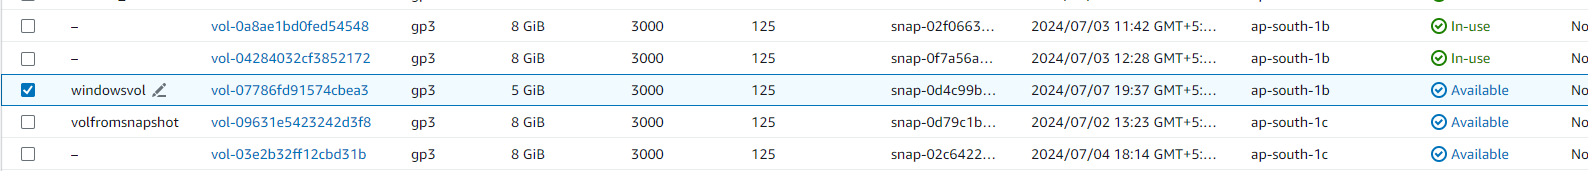 – vol-0a8ae1bd0fed54548 gp3 8 GiB 3000 125 snap-02f0663... 2024/07/03 11:42 GMT+5:... ap-south-1b In-use No
– vol-04284032cf3852172 gp3 8 GiB 3000 125 snap-0f7a56a... 2024/07/03 12:28 GMT+5:... ap-south-1b In-use No
windowsvol vol-07786fd91574cbea3 gp3 5 GiB 3000 125 snap-0d4c99b... 2024/07/07 19:37 GMT+5:... ap-south-1b Available No
volfromsnapshot vol-09631e5423242d3f8 gp3 8 GiB 3000 125 snap-0d79c1b... 2024/07/02 13:23 GMT+5:... ap-south-1c Available No
– vol-03e2b32ff12cbd31b gp3 8 GiB 3000 125 snap-02c6422... 2024/07/04 18:14 GMT+5:... ap-south-1c Available No